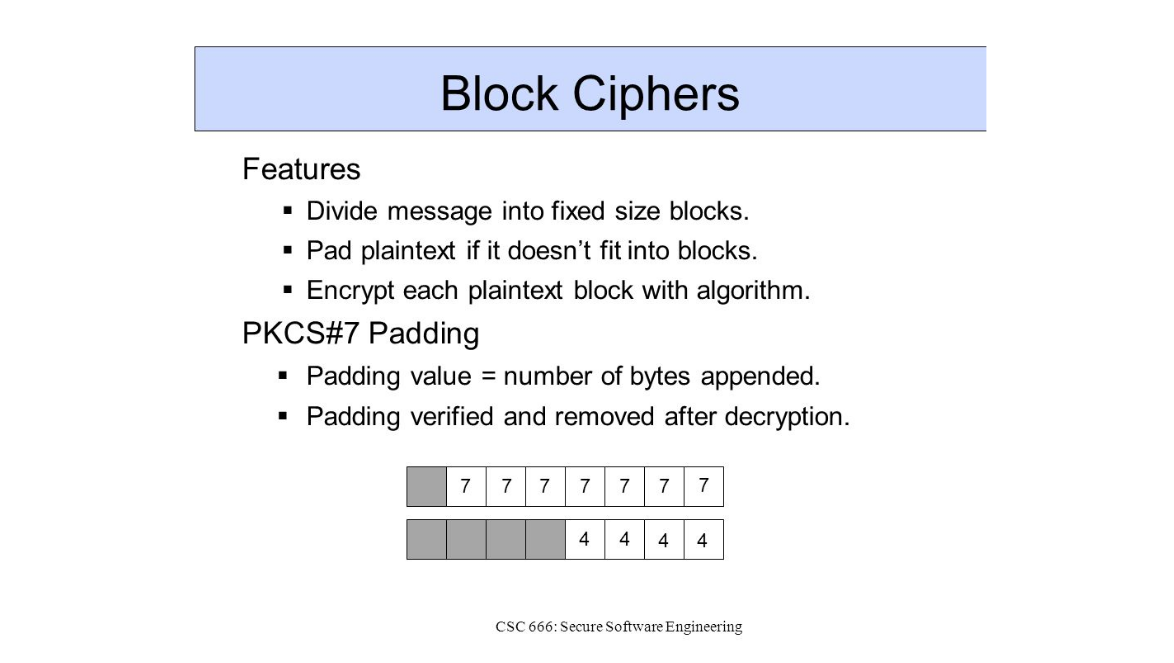 Block Ciphers
Features
▪ Divide message into fixed size blocks.
▪ Pad plaintext if it doesn’t fit into blocks.
▪ Encrypt each plaintext block with algorithm.
PKCS#7 Padding
▪ Padding value = number of bytes appended.
▪ Padding verified and removed after decryption.
7 7 7 7 7 7 7
4 4 4 4
CSC 666: Secure Software Engineering